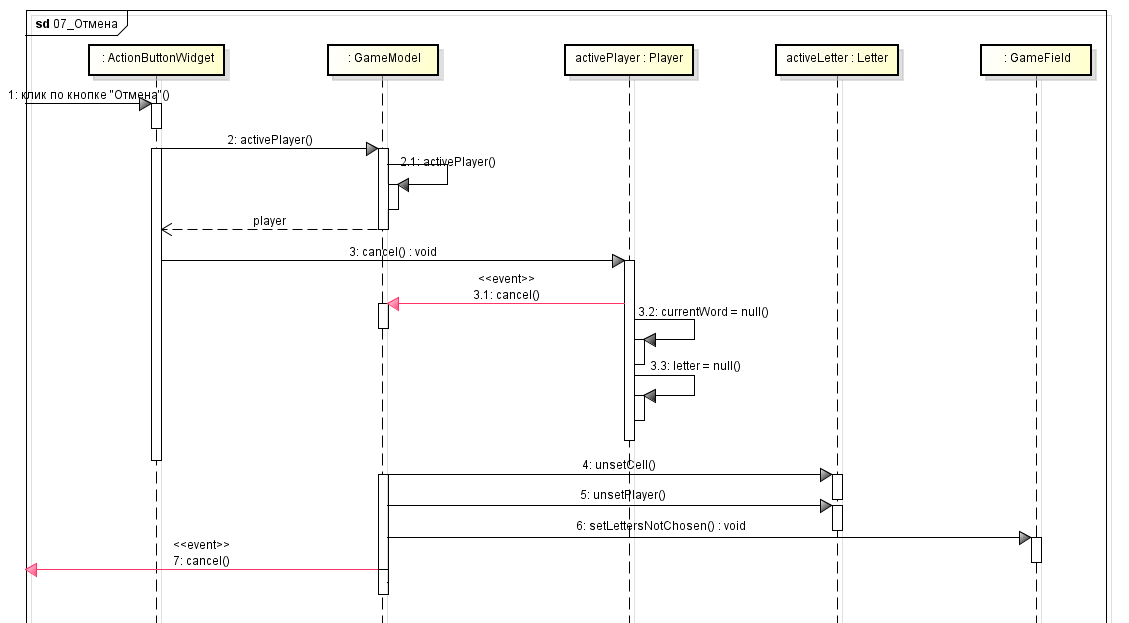 sd 07_Отмена
: ActionButtonWidget
: GameModel
activePlayer : Player
activeLetter : Letter
: GameField
1: клик по кнопке "Отмена"()
2: activePlayer()
2.1: activePlayer()
player
3: cancel() : void
<<event>>
3.1: cancel()
3.2: currentWord = null()
3.3: letter = null()
4: unsetCell()
5: unsetPlayer()
6: setLettersNotChosen() : void
<<event>>
7: cancel()